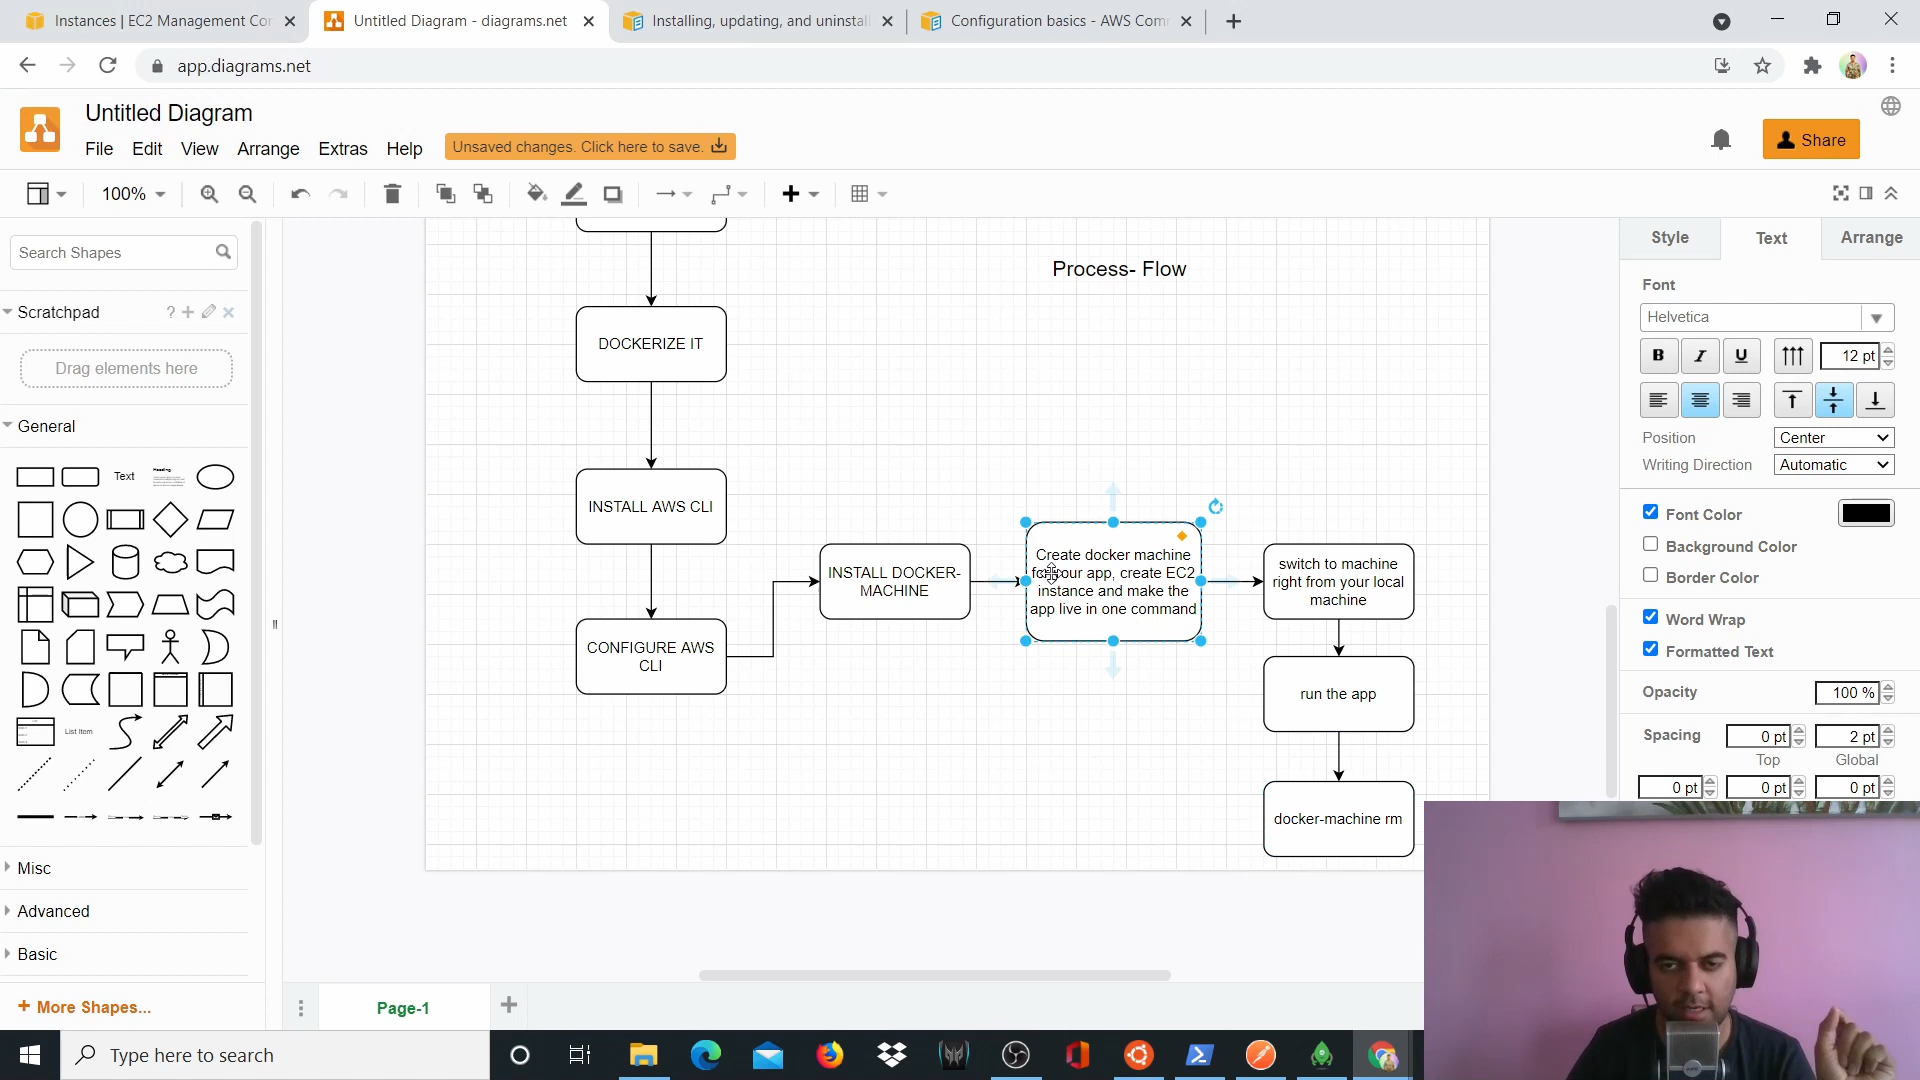 Instances | EC2 Management Con
Untitled Diagram - diagrams.net
Installing, updating, and uninstal
Configuration basics - AWS Com
app.diagrams.net
Untitled Diagram
File Edit View Arrange Extras Help
Unsaved changes. Click here to save.
Share
100%
Search Shapes
Scratchpad
?
Drag elements here
General
Text
Heading
List Item
Misc
Advanced
Basic
+ More Shapes...
Process- Flow
DOCKERIZE IT
INSTALL AWS CLI
CONFIGURE AWS
CLI
INSTALL DOCKER-
MACHINE
Create docker machine
for your app, create EC2
instance and make the
app live in one command
switch to machine
right from your local
machine
run the app
docker-machine rm
Style
Text
Arrange
Font
Helvetica
B I U
12 pt
Position
Center
Writing Direction
Automatic
Font Color
Background Color
Border Color
Word Wrap
Formatted Text
Opacity
100 %
Spacing
0 pt
2 pt
Top
Global
0 pt
0 pt
0 pt
Page-1
Type here to search